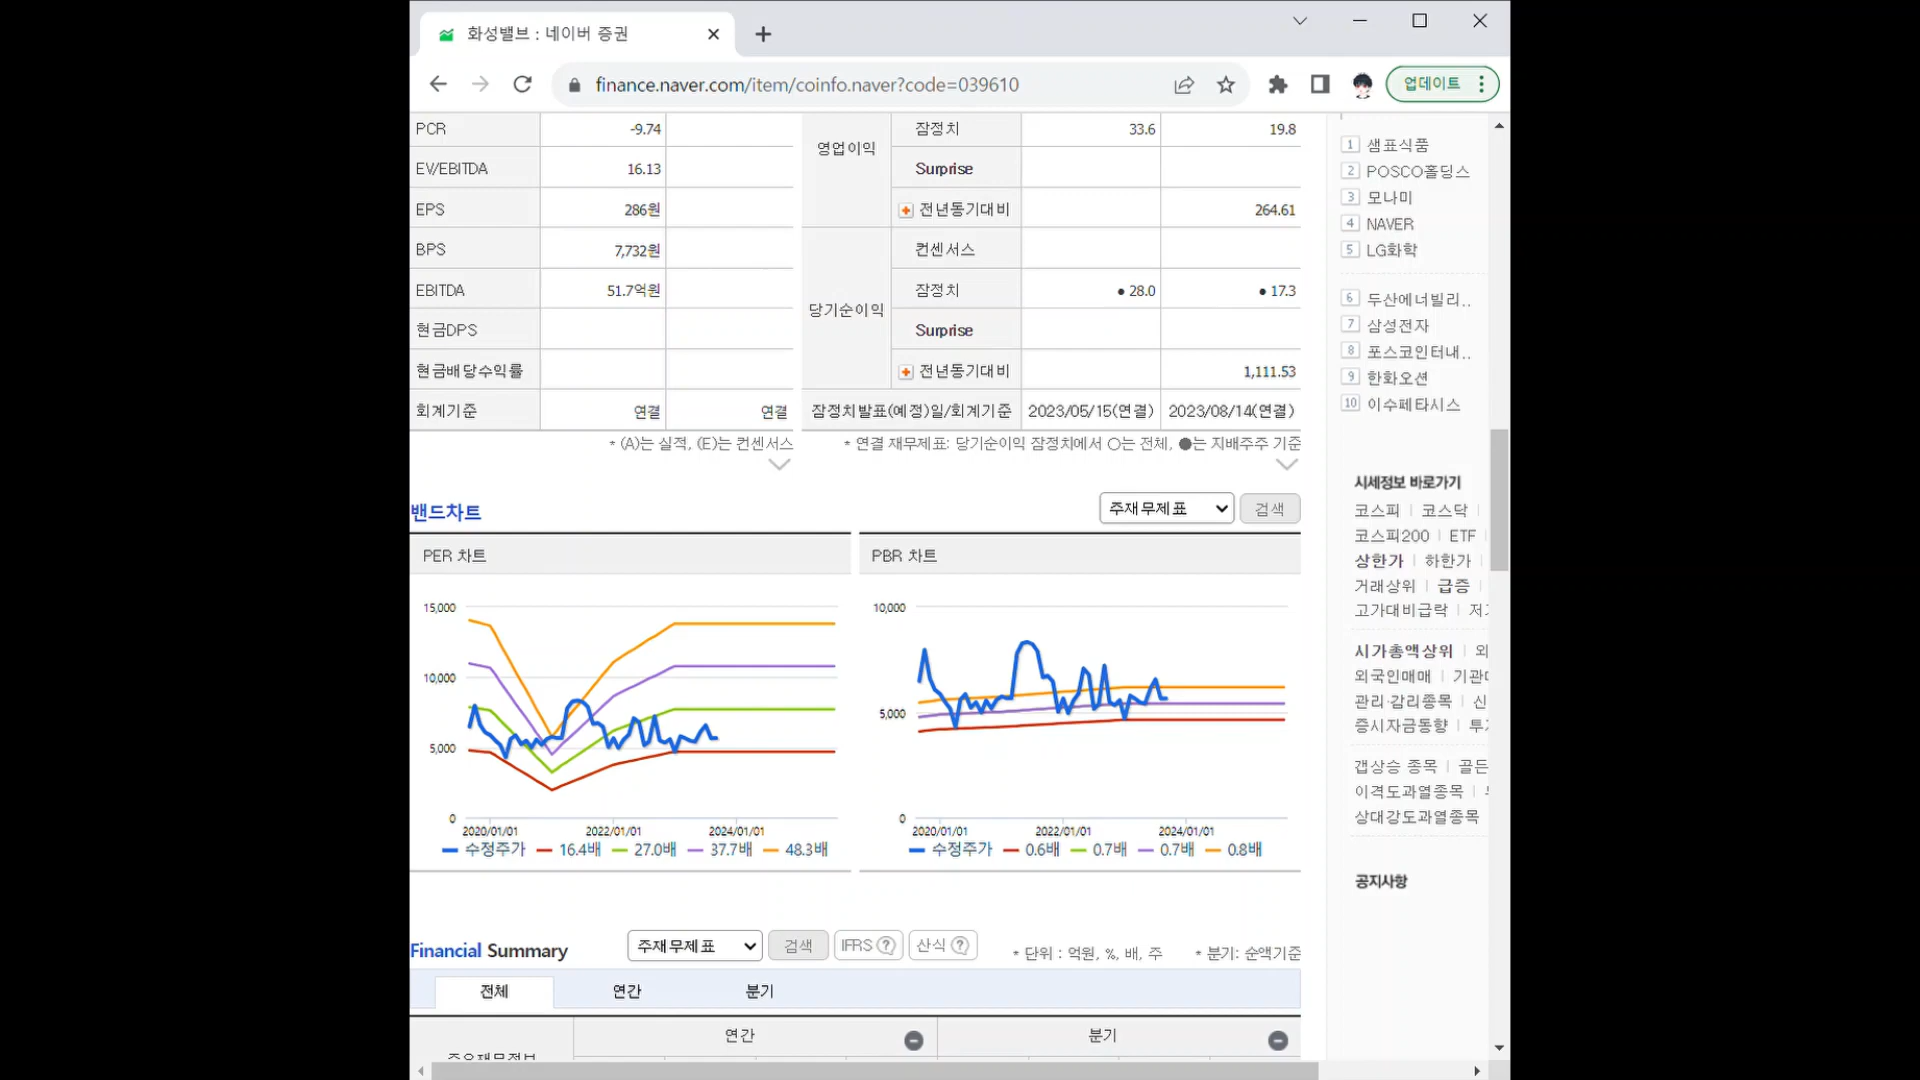 화성밸브 : 네이버 증권
finance.naver.com/item/coinfo.naver?code=039610
업데이트
PCR -9.74
EV/EBITDA 16.13
EPS 286원
BPS 7,732원
EBITDA 51.7억원
현금DPS
현금배당수익률
회계기준 연결 연결
* (A)는 실적, (E)는 컨센서스
영업이익
잠정치 33.6 19.8
Surprise
전년동기대비 264.61
당기순이익
컨센서스
잠정치 ● 28.0 ● 17.3
Surprise
전년동기대비 1,111.53
잠정치발표(예정)일/회계기준 2023/05/15(연결) 2023/08/14(연결)
* 연결 재무제표: 당기순이익 잠정치에서 ○는 전체, ●는 지배주주 기준
밴드차트
주재무제표 검색
PER 차트
15,000
10,000
5,000
0
2020/01/01 2022/01/01 2024/01/01
수정주가 16.4배 27.0배 37.7배 48.3배
PBR 차트
10,000
5,000
0
2020/01/01 2022/01/01 2024/01/01
수정주가 0.6배 0.7배 0.7배 0.8배
Financial Summary
주재무제표 검색 IFRS ? 산식 ?
* 단위 : 억원, %, 배, 주 * 분기: 순액기준
전체 연간 분기
연간 분기
1 샘표식품
2 POSCO홀딩스
3 모나미
4 NAVER
5 LG화학
6 두산에너빌리..
7 삼성전자
8 포스코인터내..
9 한화오션
10 이수페타시스
시세정보 바로가기
코스피 코스닥
코스피200 ETF
상한가 하한가
거래상위 급증
고가대비급락
시가총액상위 외
외국인매매 기관
관리·감리종목 신
증시자금동향 투
갭상승 종목 골든
이격도과열종목
상대강도과열종목
공지사항